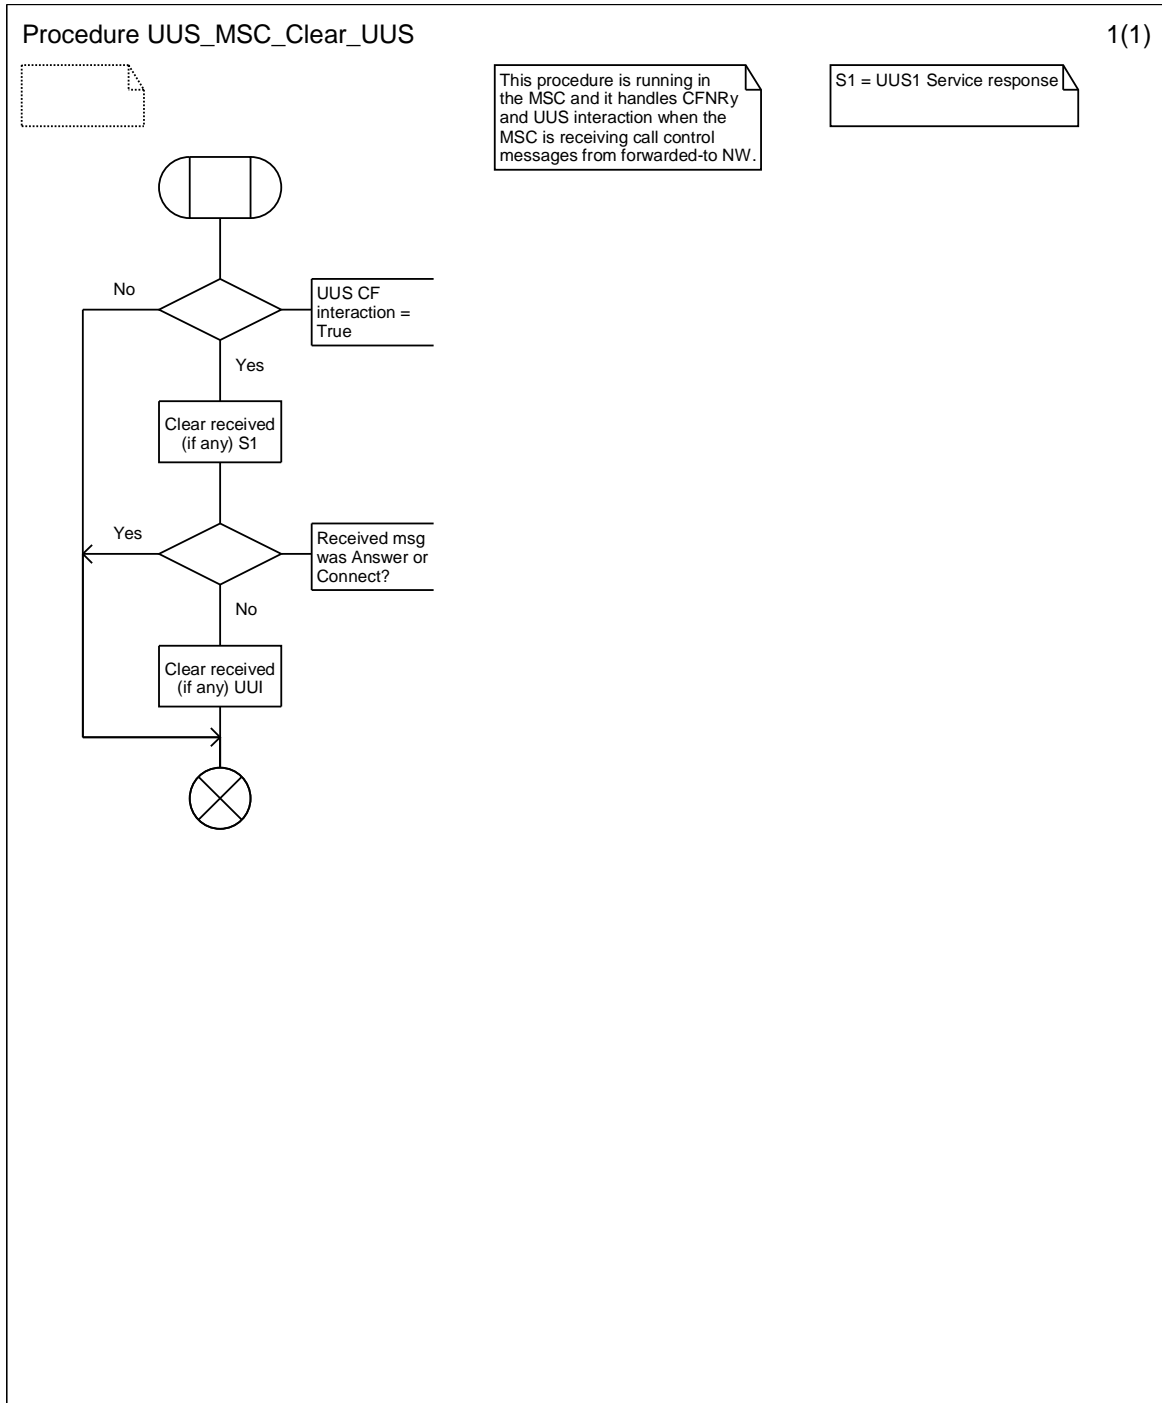 Procedure UUS_MSC_Clear_UUS
1(1)
This procedure is running in
the MSC and it handles CFNRy
and UUS interaction when the
MSC is receiving call control
messages from forwarded-to NW.
S1 = UUS1 Service response
No
UUS CF
interaction =
True
Yes
Clear received
(if any) S1
Yes
Received msg
was Answer or
Connect?
No
Clear received
(if any) UUI